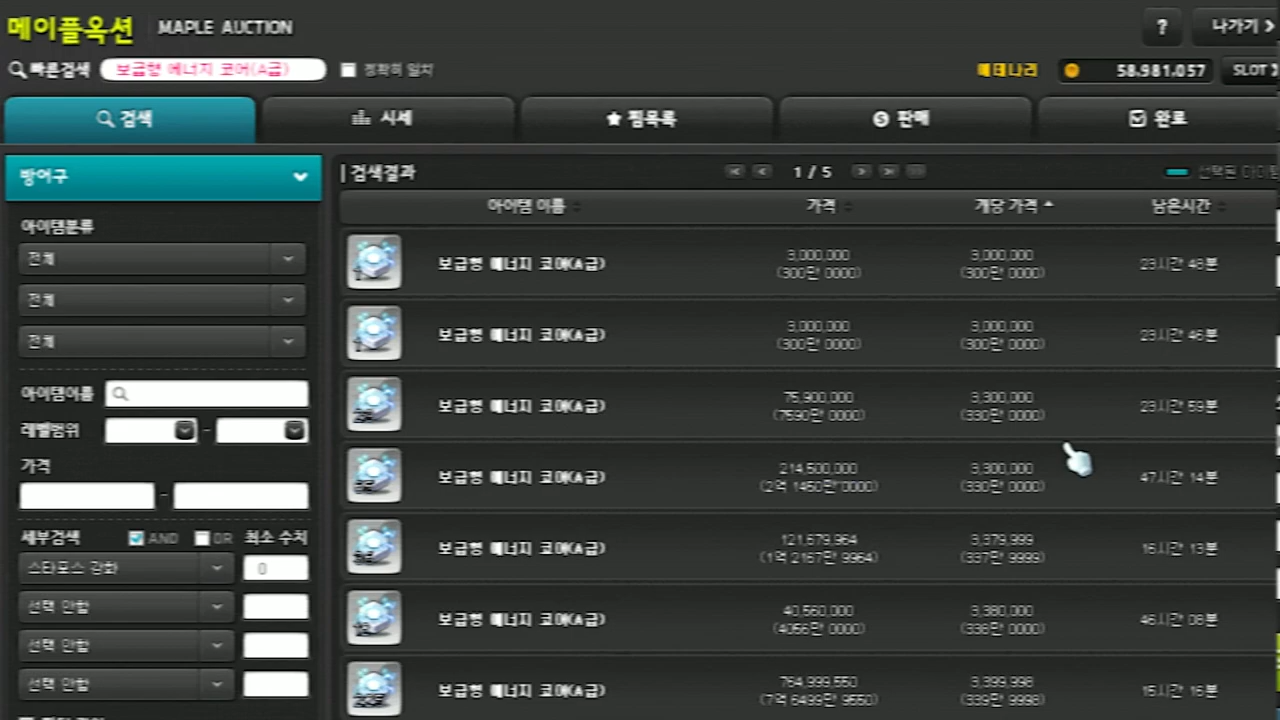 메이플옥션 MAPLE AUCTION ? 나가기
빠른검색 보급형 에너지 코어(A급) 정확히 일치 58,981,057 SLOT
검색 시세 찜목록 판매 완료
방어구
검색결과 1 / 5 선택된
아이템 이름 가격 개당 가격 남은시간
아이템분류
전체
전체
전체
아이템이름
레벨범위 -
가격
-
세부검색 AND OR 최소 수치
스타포스 강화 0
선택 안함
선택 안함
선택 안함
보급형 에너지 코어(A급) 3,000,000 3,000,000 23시간 48분
(300만 0000) (300만 0000)
보급형 에너지 코어(A급) 3,000,000 3,000,000 23시간 46분
(300만 0000) (300만 0000)
보급형 에너지 코어(A급) 75,900,000 3,300,000 23시간 59분
(7590만 0000) (330만 0000)
보급형 에너지 코어(A급) 214,500,000 3,300,000 47시간 14분
(2억 1450만 0000) (330만 0000)
보급형 에너지 코어(A급) 121,679,964 3,379,999 16시간 13분
(1억 2167만 9964) (337만 9999)
보급형 에너지 코어(A급) 40,560,000 3,380,000 46시간 08분
(4056만 0000) (338만 0000)
보급형 에너지 코어(A급) 764,999,550 3,399,998 15시간 16분
(7억 6499만 9550) (339만 9998)